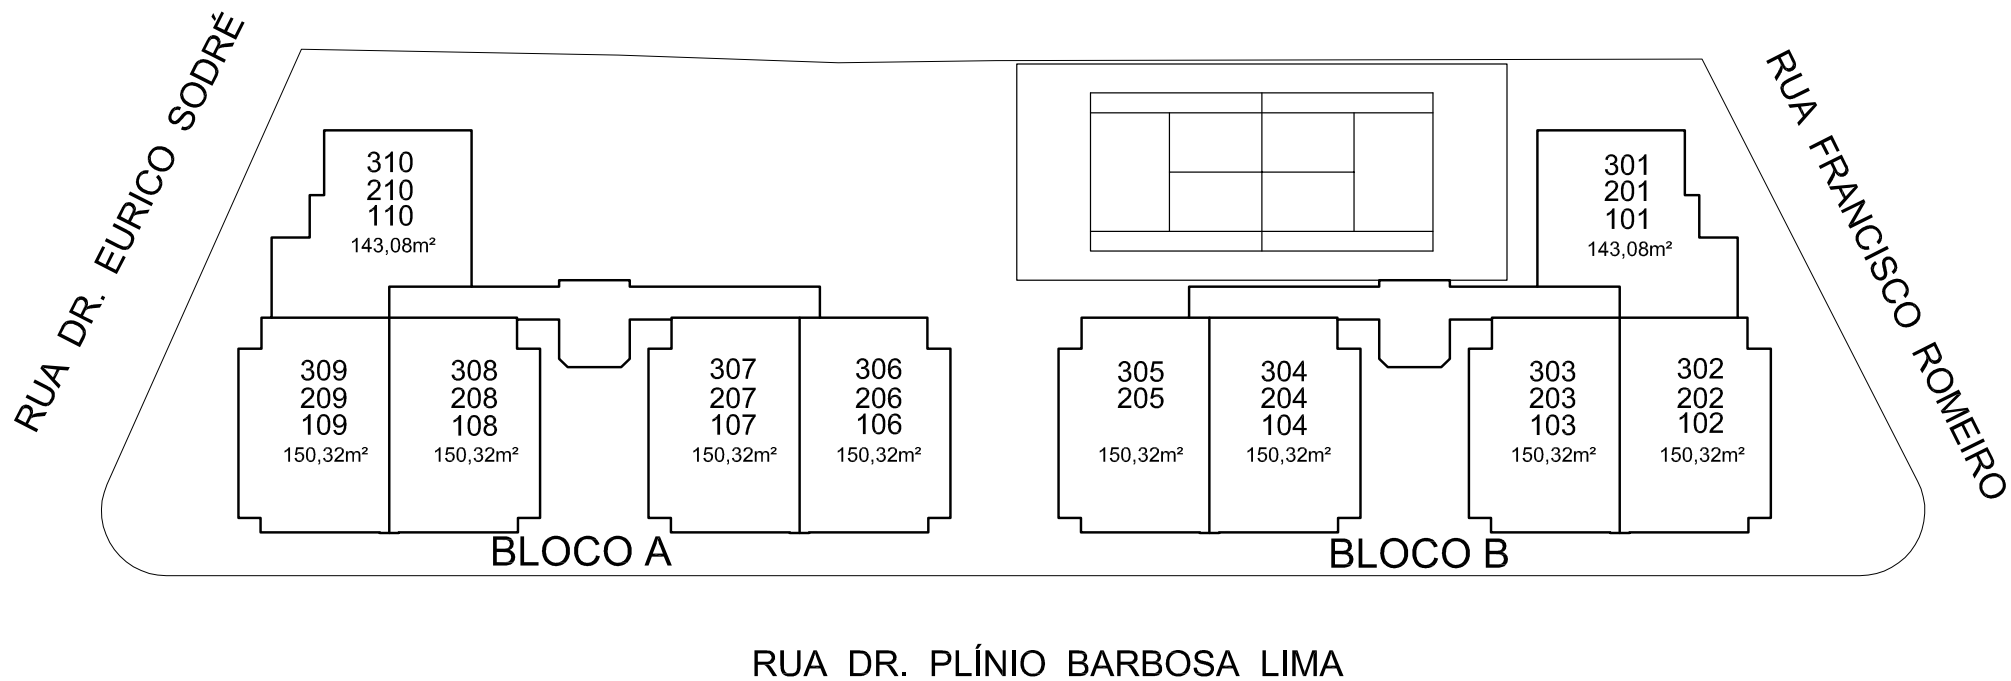 RUA DR. EURICO SODRÉ
RUA FRANCISCO ROMEIRO
310
210
110
143,08m²
301
201
101
143,08m²
309
209
109
150,32m²
308
208
108
150,32m²
307
207
107
150,32m²
306
206
106
150,32m²
305
205
150,32m²
304
204
104
150,32m²
303
203
103
150,32m²
302
202
102
150,32m²
BLOCO A
BLOCO B
RUA DR. PLÍNIO BARBOSA LIMA